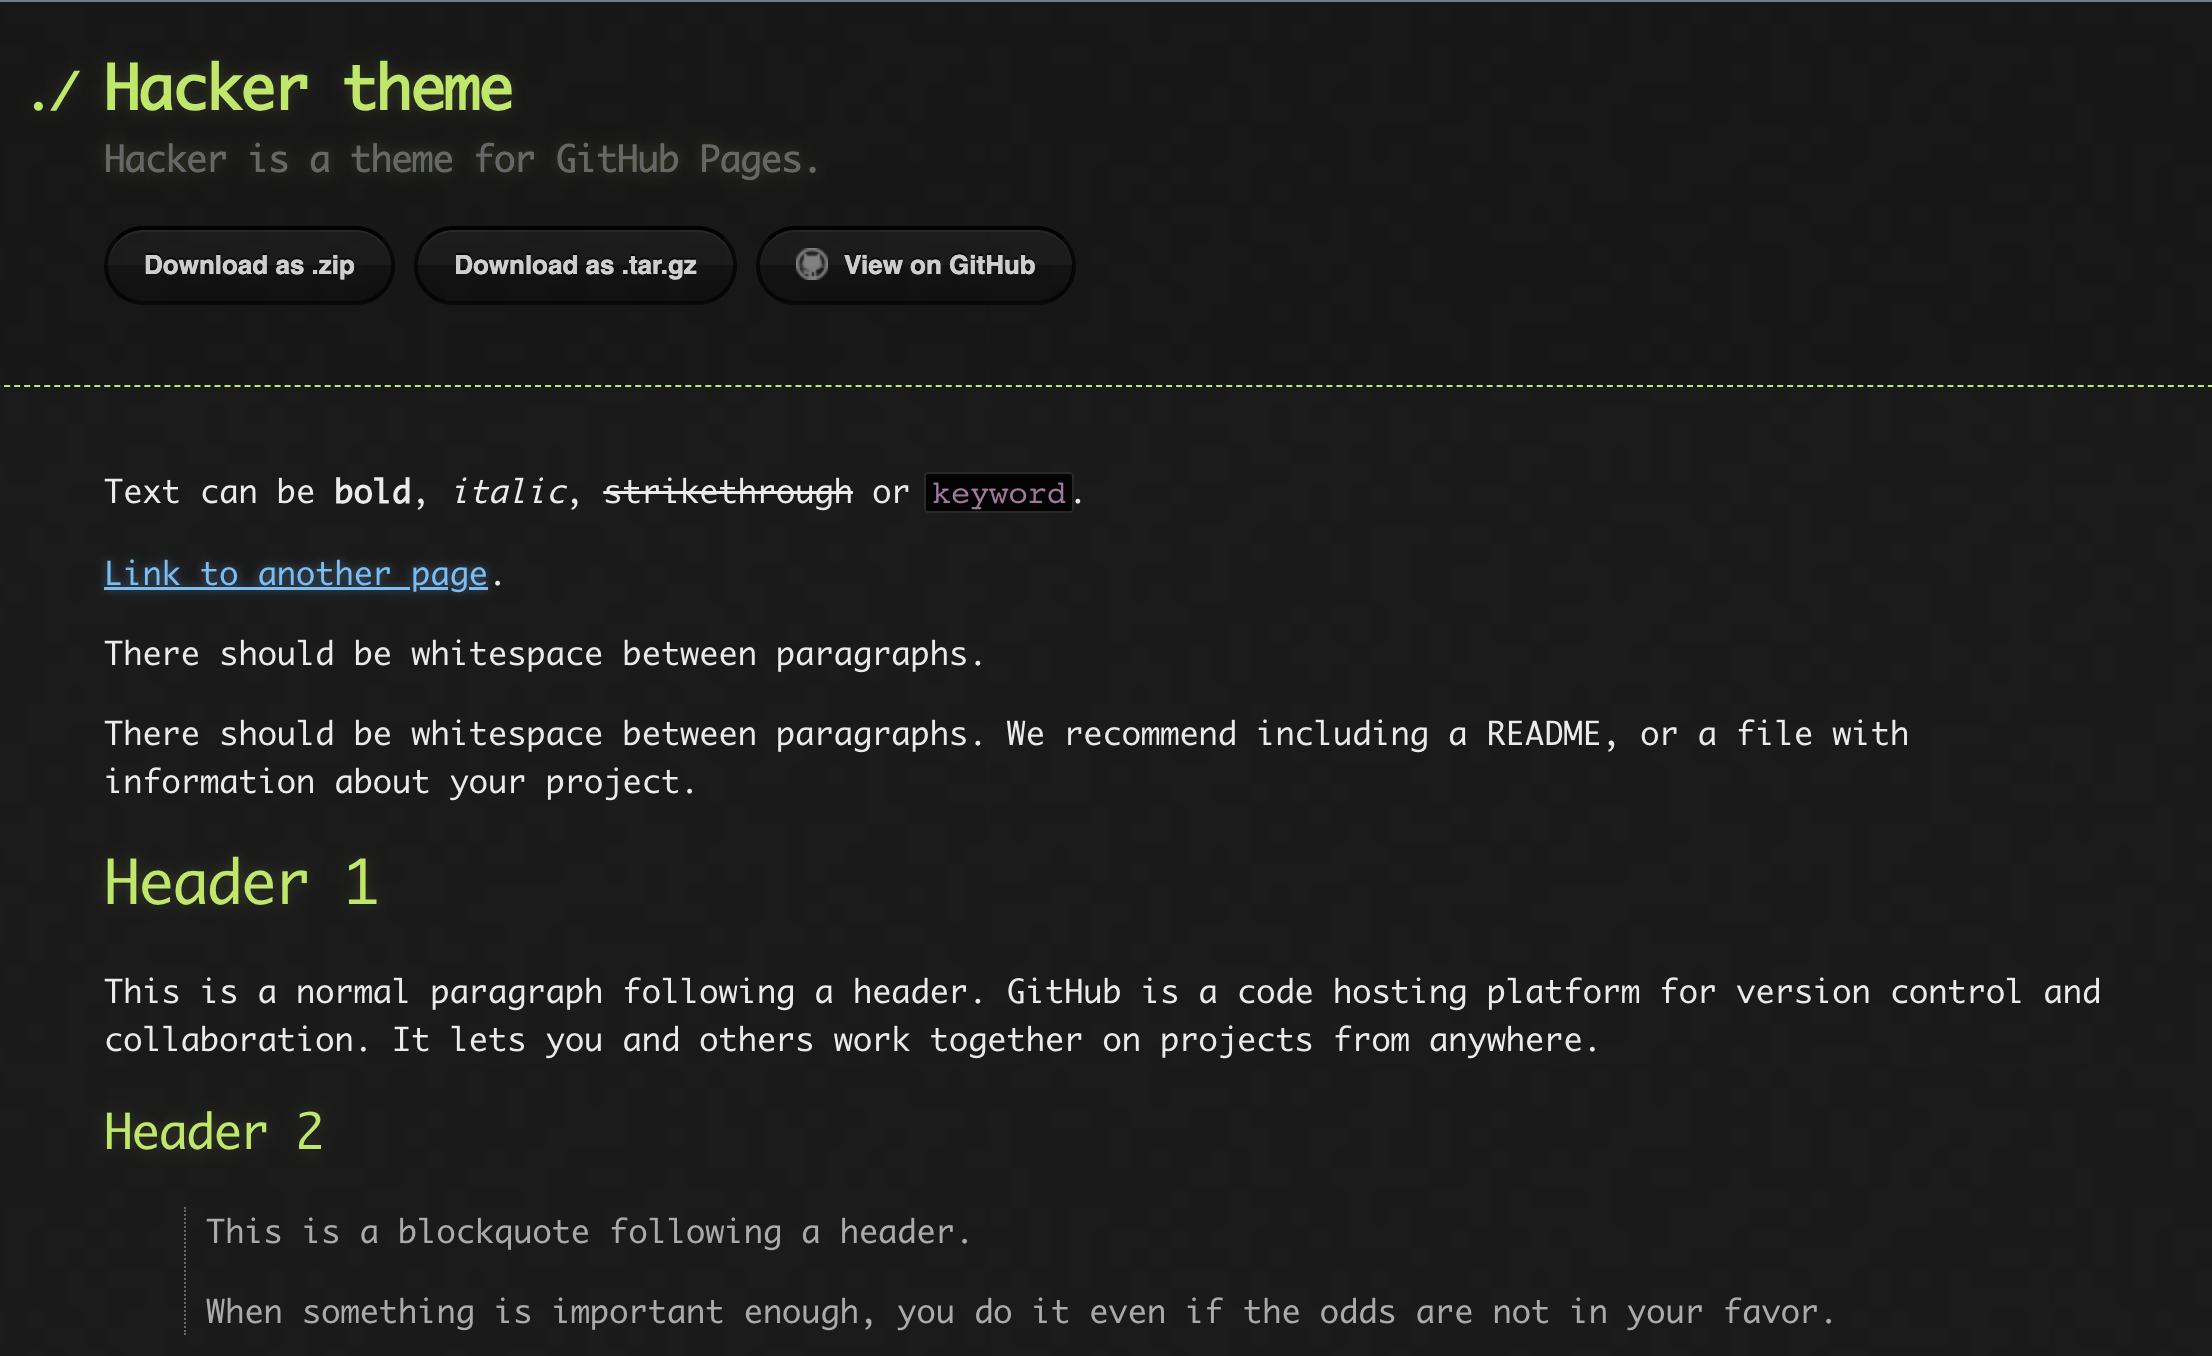 ./ Hacker theme
Hacker is a theme for GitHub Pages.
Download as .zip Download as .tar.gz View on GitHub
Text can be bold, italic, strikethrough or keyword.
Link to another page.
There should be whitespace between paragraphs.
There should be whitespace between paragraphs. We recommend including a README, or a file with
information about your project.
Header 1
This is a normal paragraph following a header. GitHub is a code hosting platform for version control and
collaboration. It lets you and others work together on projects from anywhere.
Header 2
This is a blockquote following a header.
When something is important enough, you do it even if the odds are not in your favor.